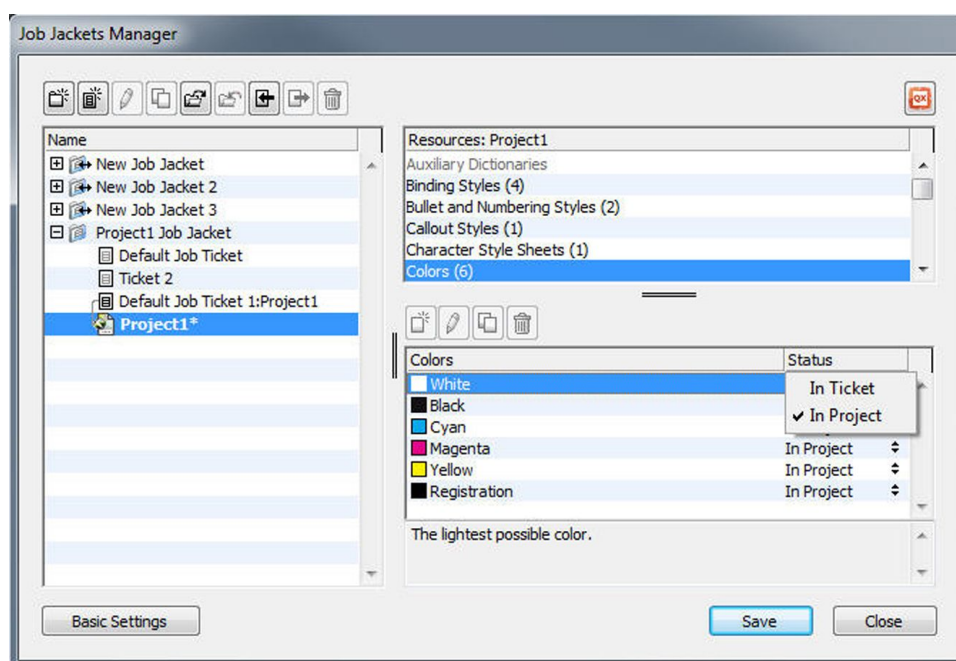 Job Jackets Manager
QX
Name
New Job Jacket
New Job Jacket 2
New Job Jacket 3
Project1 Job Jacket
Default Job Ticket
Ticket 2
Default Job Ticket 1:Project1
Project1*
Resources: Project1
Auxiliary Dictionaries
Binding Styles (4)
Bullet and Numbering Styles (2)
Callout Styles (1)
Character Style Sheets (1)
Colors (6)
Colors Status
White
In Ticket
Black
In Project
Cyan
Magenta In Project
Yellow In Project
Registration In Project
The lightest possible color.
Basic Settings
Save
Close